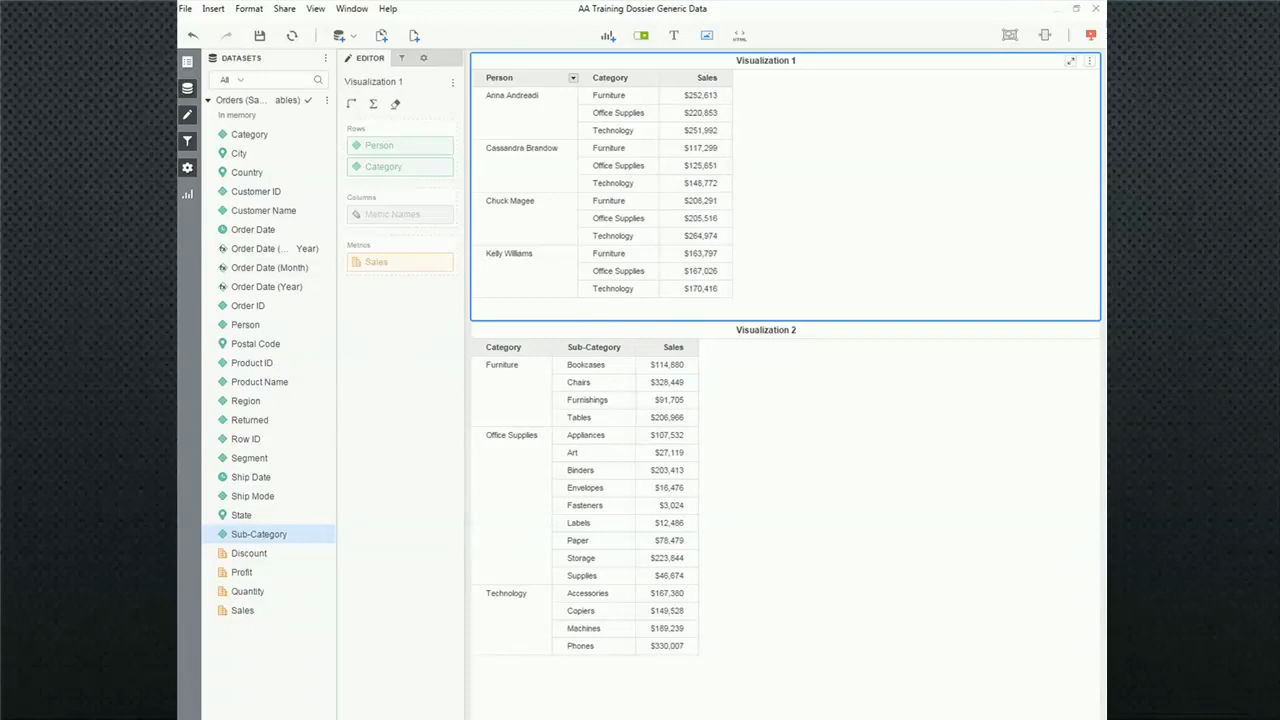 File Insert Format Share View Window Help
AA Training Dossier Generic Data
HTML
DATASETS
All
Orders (Sa... ables)
In memory
Category
City
Country
Customer ID
Customer Name
Order Date
Order Date (... Year)
Order Date (Month)
Order Date (Year)
Order ID
Person
Postal Code
Product ID
Product Name
Region
Returned
Row ID
Segment
Ship Date
Ship Mode
State
Sub-Category
Discount
Profit
Quantity
Sales
EDITOR
Visualization 1
Rows
Person
Category
Columns
Metric Names
Metrics
Sales
Visualization 1
Person Category Sales
Anna Andreadi Furniture $252,613
Office Supplies $220,853
Technology $251,992
Cassandra Brandow Furniture $117,299
Office Supplies $125,651
Technology $148,772
Chuck Magee Furniture $208,291
Office Supplies $205,516
Technology $264,974
Kelly Williams Furniture $163,797
Office Supplies $167,026
Technology $170,416
Visualization 2
Category Sub-Category Sales
Furniture Bookcases $114,880
Chairs $328,449
Furnishings $91,705
Tables $206,966
Office Supplies Appliances $107,532
Art $27,119
Binders $203,413
Envelopes $16,476
Fasteners $3,024
Labels $12,486
Paper $78,479
Storage $223,844
Supplies $46,674
Technology Accessories $167,380
Copiers $149,528
Machines $189,239
Phones $330,007